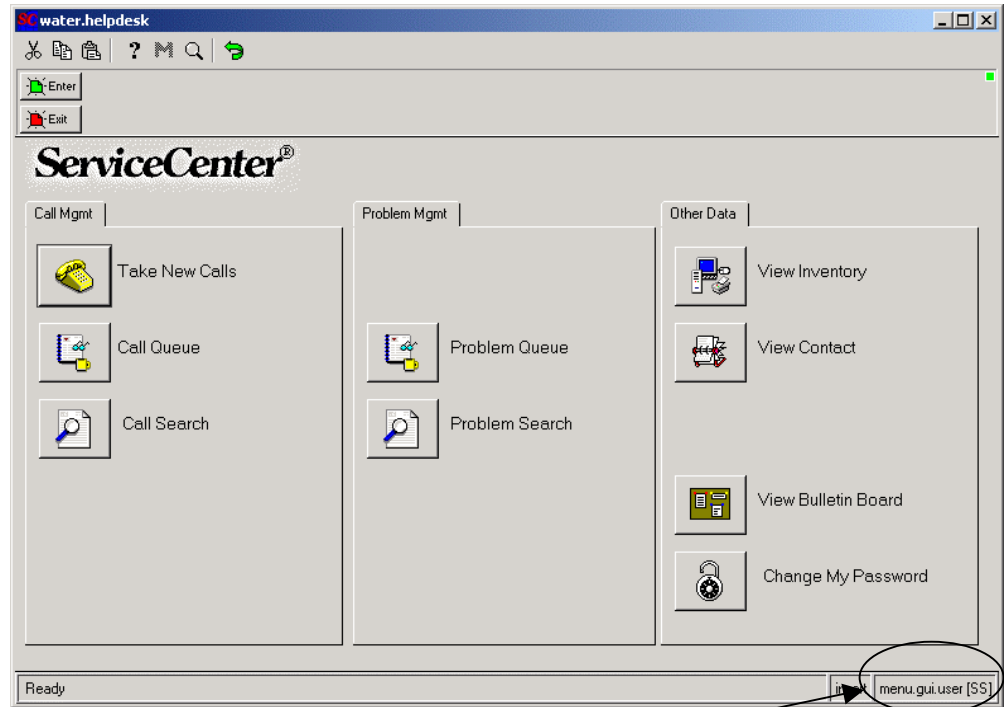 SC water.helpdesk
Enter
Exit
ServiceCenter®
Call Mgmt
Take New Calls
Call Queue
Call Search
Problem Mgmt
Problem Queue
Problem Search
Other Data
View Inventory
View Contact
View Bulletin Board
Change My Password
Ready
menu.gui.user [SS]